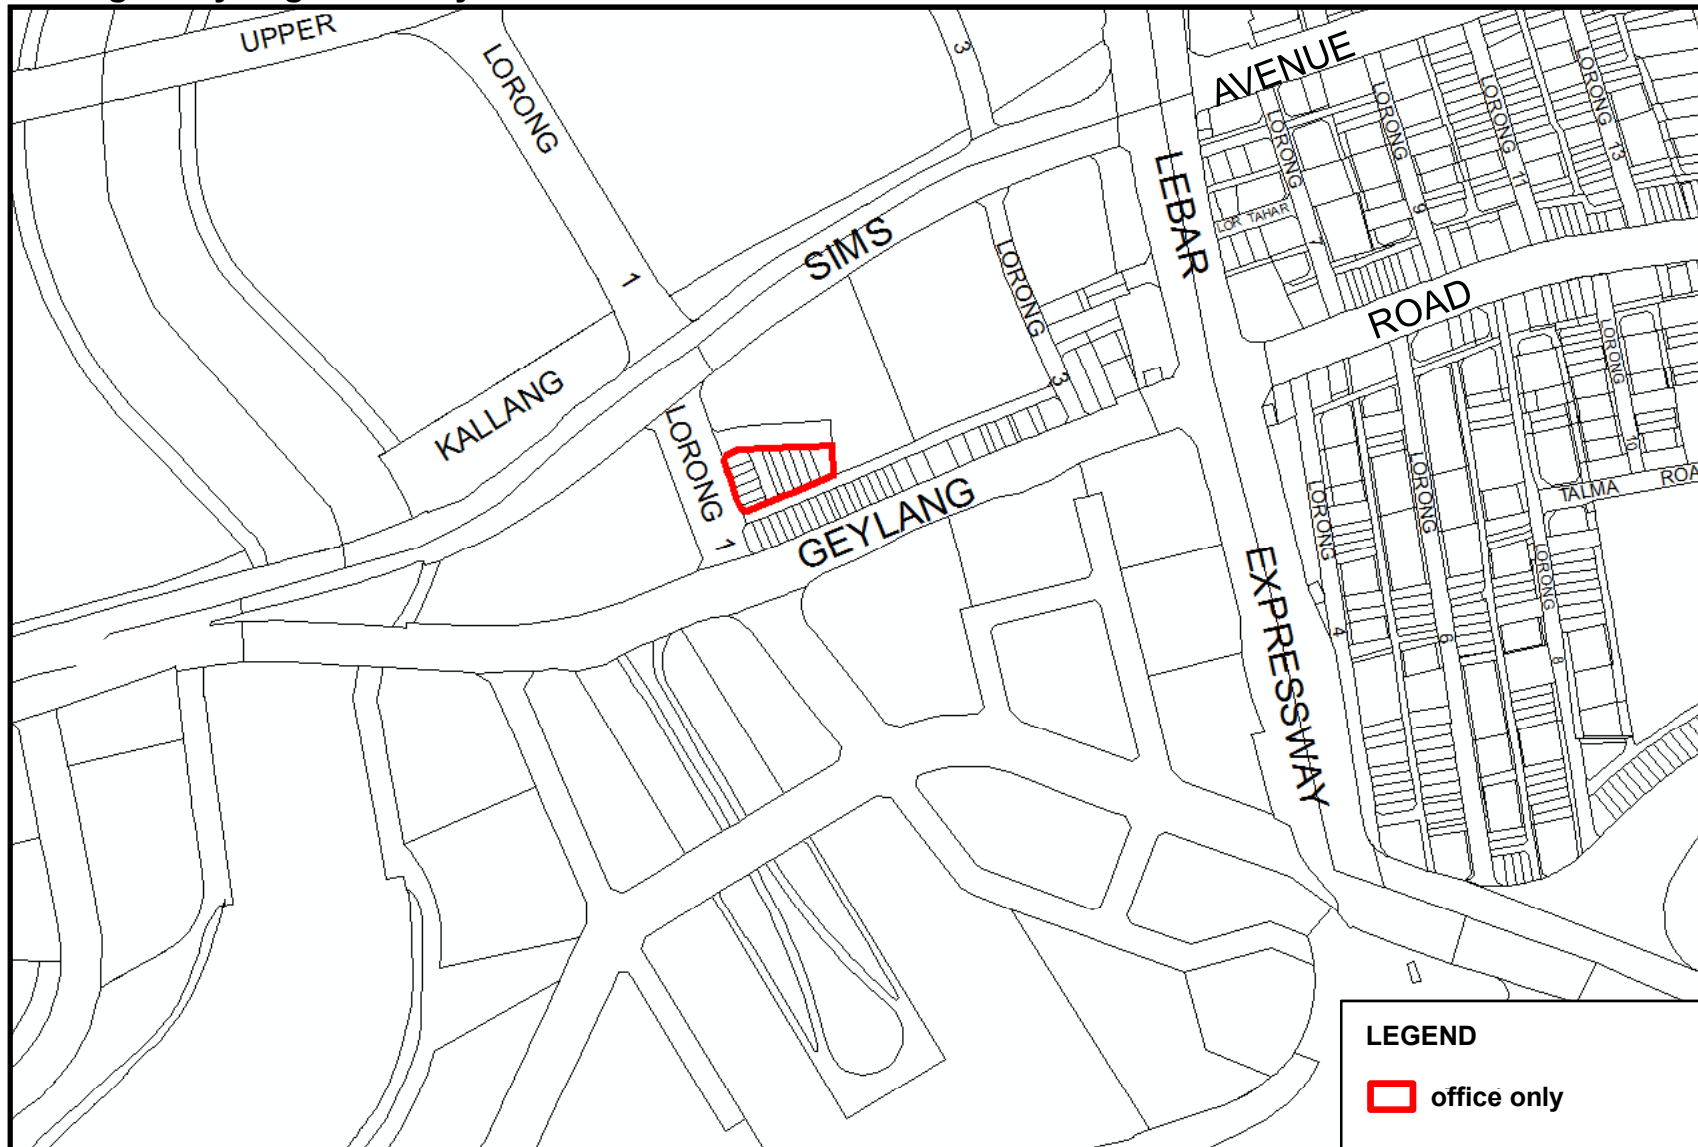 UPPER
LORONG
3
AVENUE
LORONG
LORONG
LORONG
LORONG
13
11
9
7
LOR TAHAR
LEBAR
SIMS
LORONG
1
ROAD
LORONG
3
KALLANG
LORONG
1
GEYLANG
10
TALMA ROA
LORONG
LORONG
LORONG
4
6
8
EXPRESSWAY
LEGEND
office only